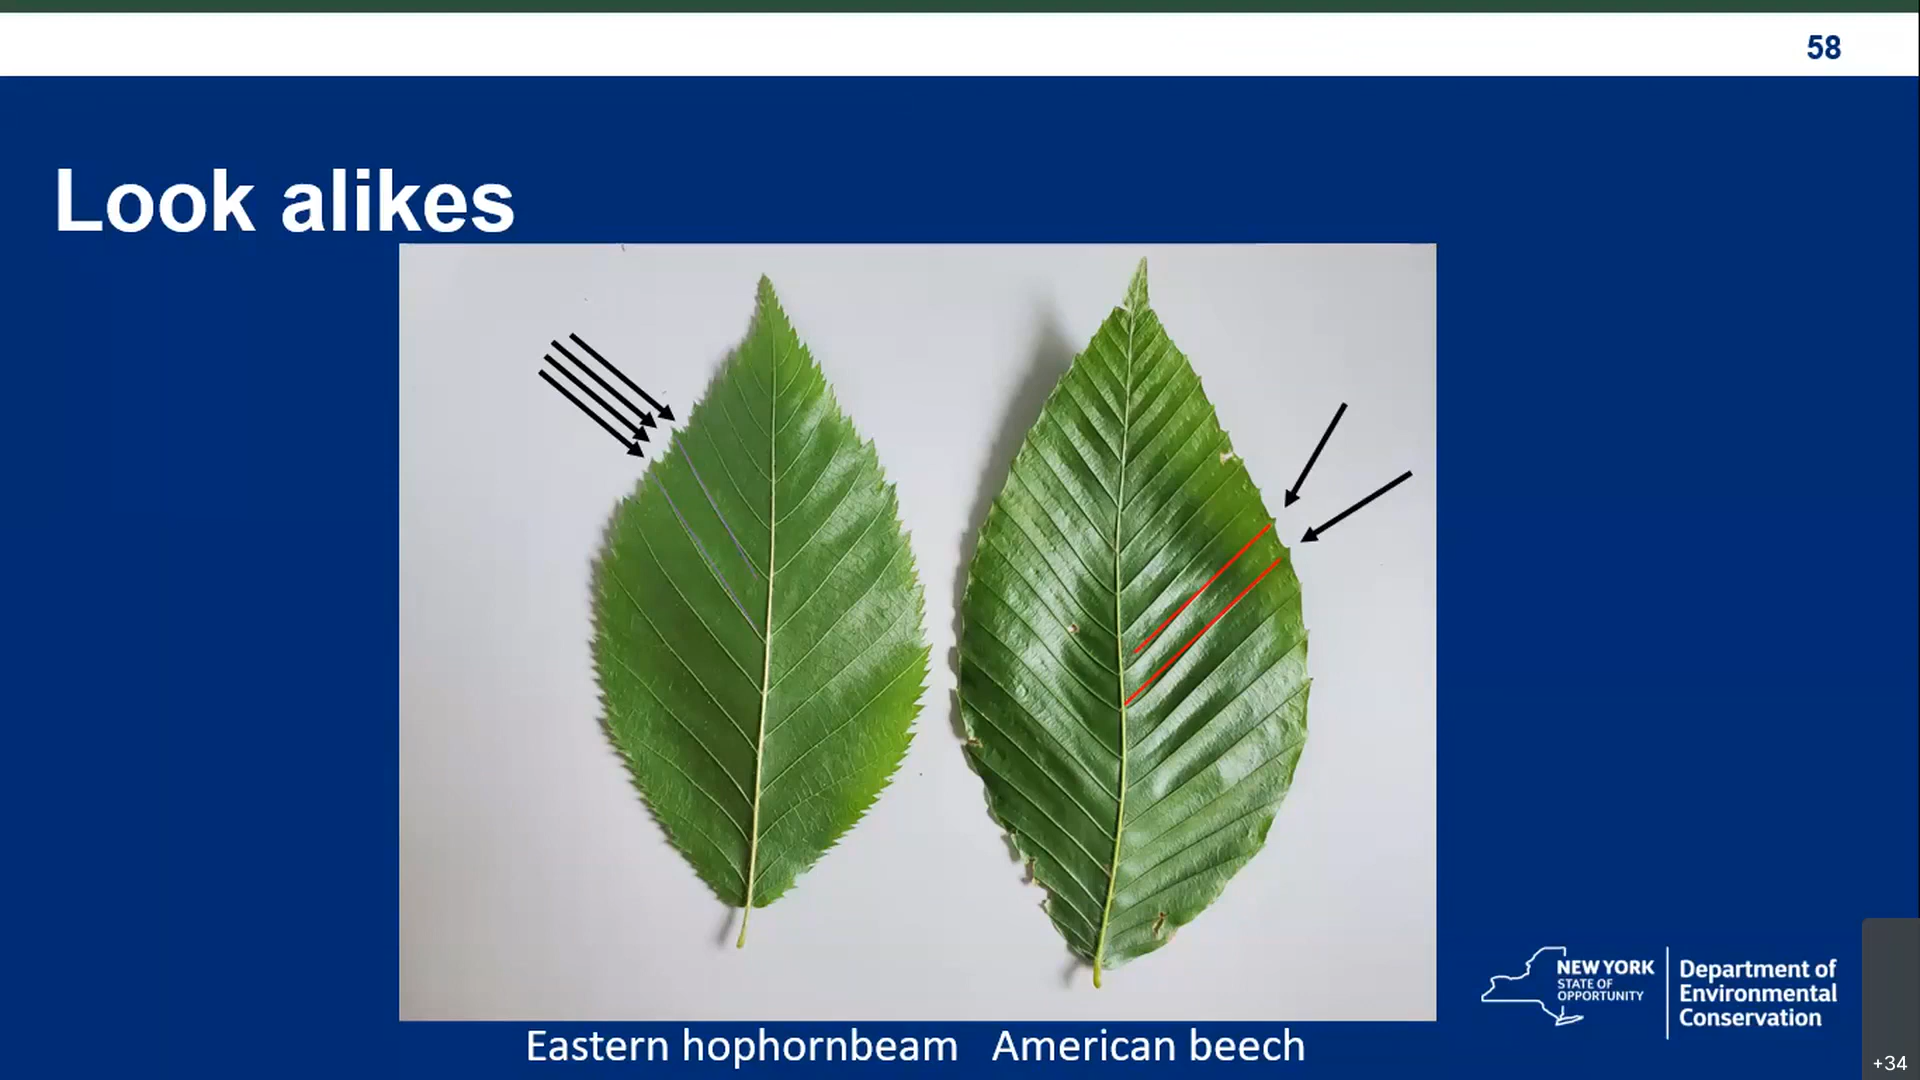 58
Look alikes
Eastern hophornbeam American beech
NEW YORK
STATE OF
OPPORTUNITY
Department of
Environmental
Conservation
+34